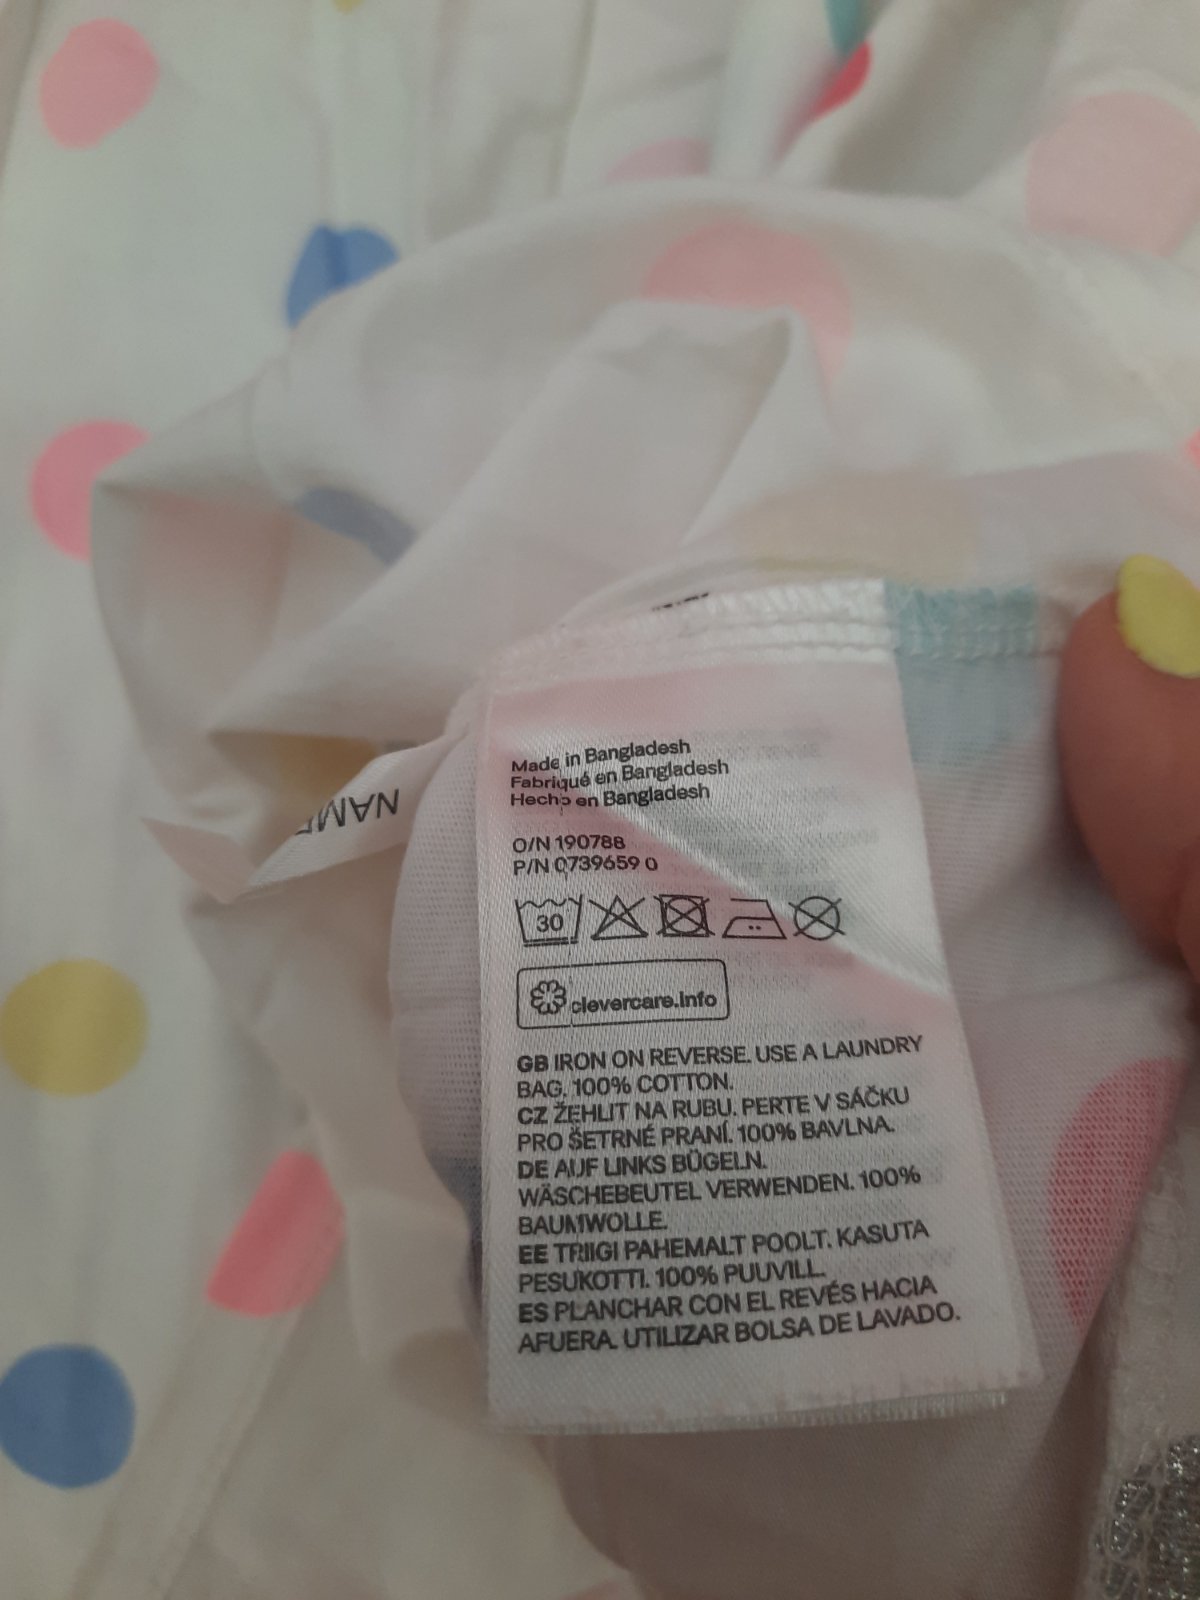 Made in Bangladesh
Fabriqué en Bangladesh
Hecho en Bangladesh
O/N 190788
P/N 0739659 0
30
clevercare.info
GB IRON ON REVERSE. USE A LAUNDRY
BAG. 100% COTTON.
CZ ŽEHLIT NA RUBU. PERTE V SÁČKU
PRO ŠETRNÉ PRANÍ. 100% BAVLNA.
DE AUF LINKS BÜGELN.
WÄSCHEBEUTEL VERWENDEN. 100%
BAUMWOLLE.
EE TRIIGI PAHEMALT POOLT. KASUTA
PESUKOTTI. 100% PUUVILL.
ES PLANCHAR CON EL REVÉS HACIA
AFUERA. UTILIZAR BOLSA DE LAVADO.
NAME